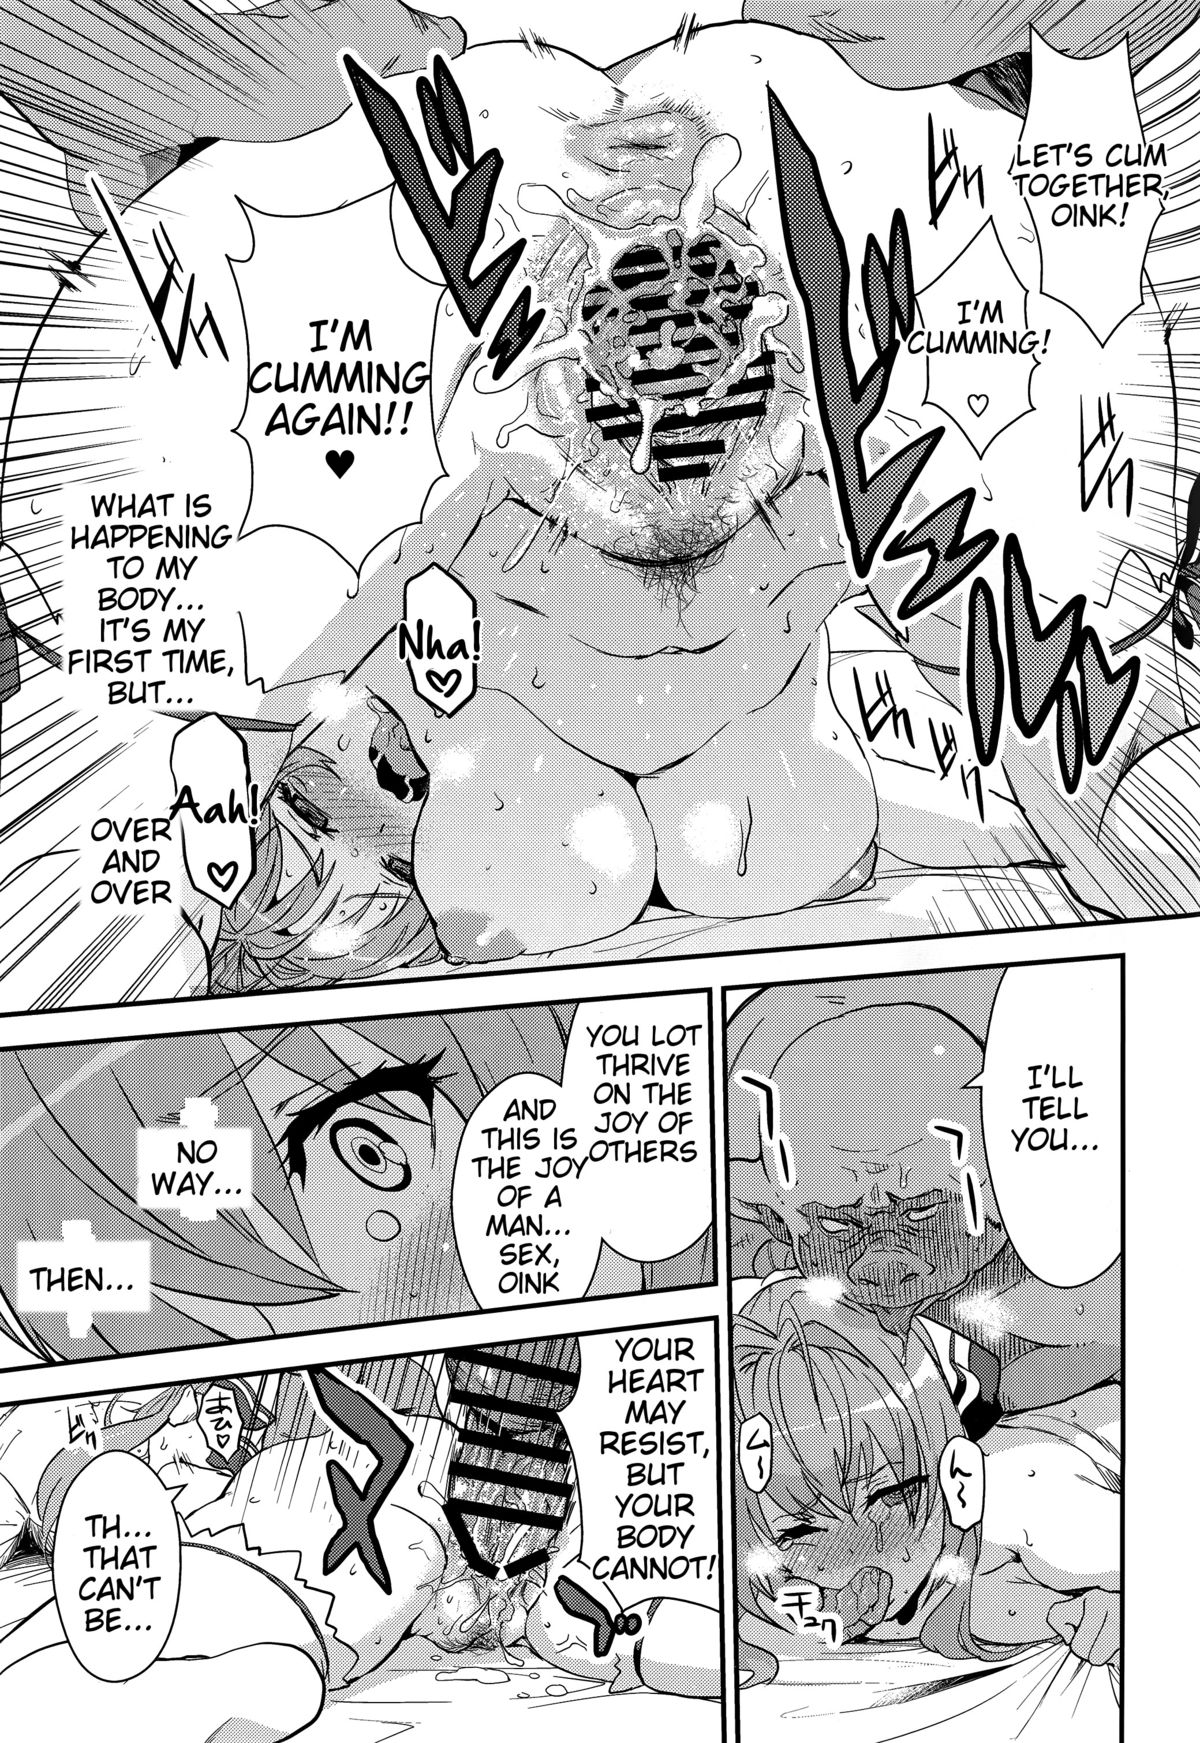 LET'S CUM
TOGETHER,
OINK!
I'M
CUMMING!
♡
I'M
CUMMING
AGAIN!!
♥
WHAT IS
HAPPENING
TO MY
BODY...
IT'S MY
FIRST TIME,
BUT...
Nha!
♡
Aah!
♡
OVER
AND
OVER
I'LL
TELL
YOU...
ん〜
ム〜
YOU LOT
THRIVE
ON THE
JOY OF
OTHERS
AND
THIS IS
THE JOY
OF A
MAN...
SEX,
OINK
NO
WAY...
THEN...
YOUR
HEART
MAY
RESIST,
BUT
YOUR
BODY
CANNOT!
TH...
THAT
CAN'T
BE...